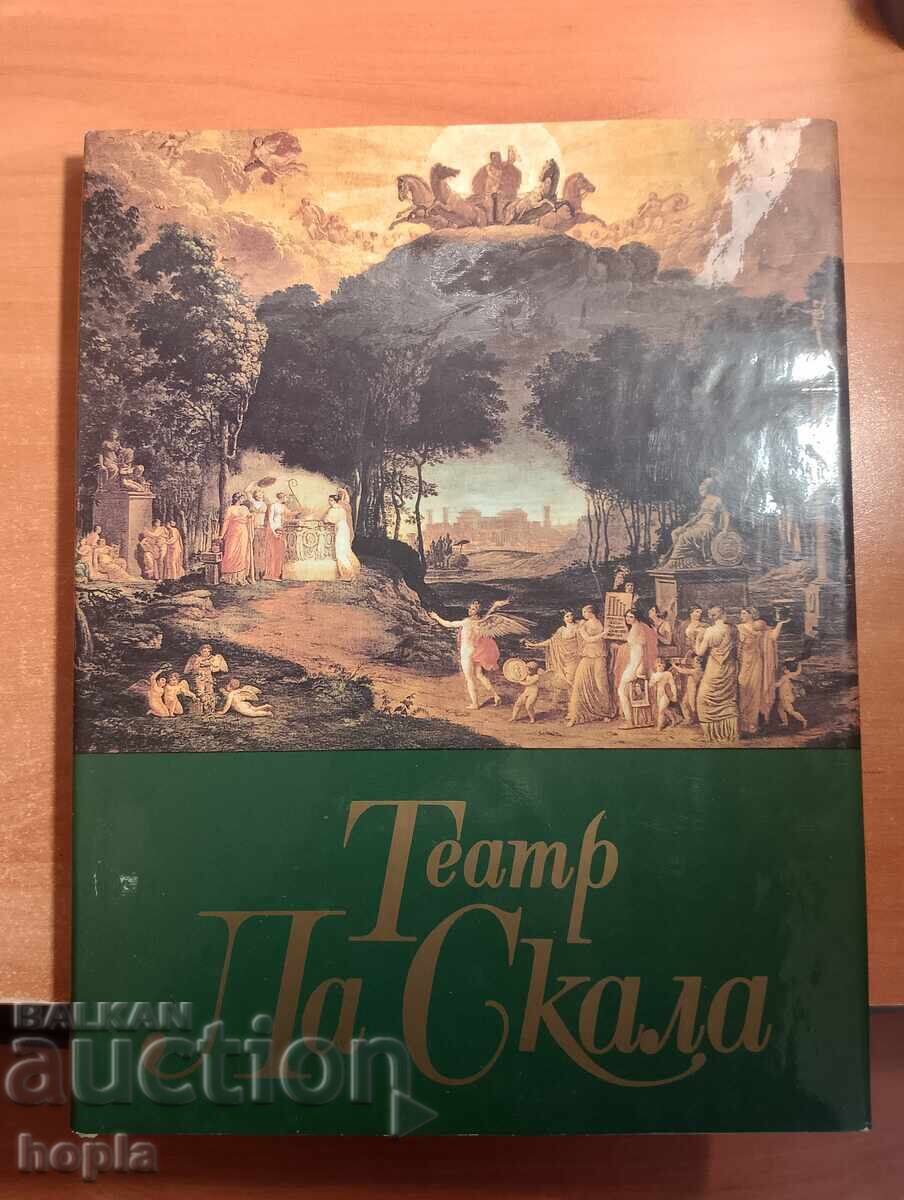 Театр
Ла Скала
BALKAN
auction
hopla